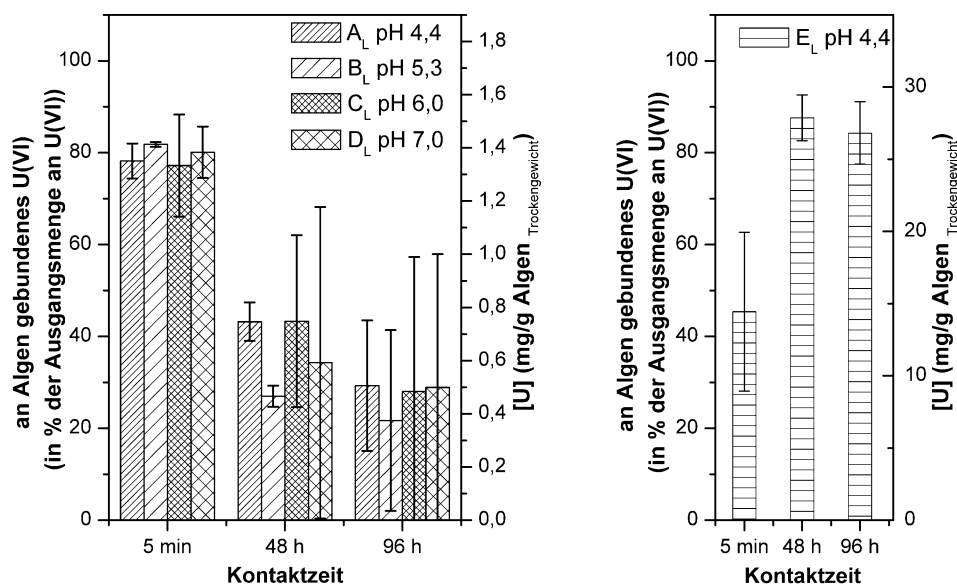 an Algen gebundenes U(VI)
(in % der Ausgangsmenge an U(VI))
100
80
60
40
20
0
A_L pH 4,4
B_L pH 5,3
C_L pH 6,0
D_L pH 7,0
1,8
1,6
1,4
1,2
1,0
0,8
0,6
0,4
0,2
0,0
[U] (mg/g Algen Trockengewicht)
5 min
48 h
96 h
Kontaktzeit
an Algen gebundenes U(VI)
(in % der Ausgangsmenge an U(VI))
100
80
60
40
20
0
E_L pH 4,4
30
20
10
0
[U] (mg/g Algen Trockengewicht)
5 min
48 h
96 h
Kontaktzeit